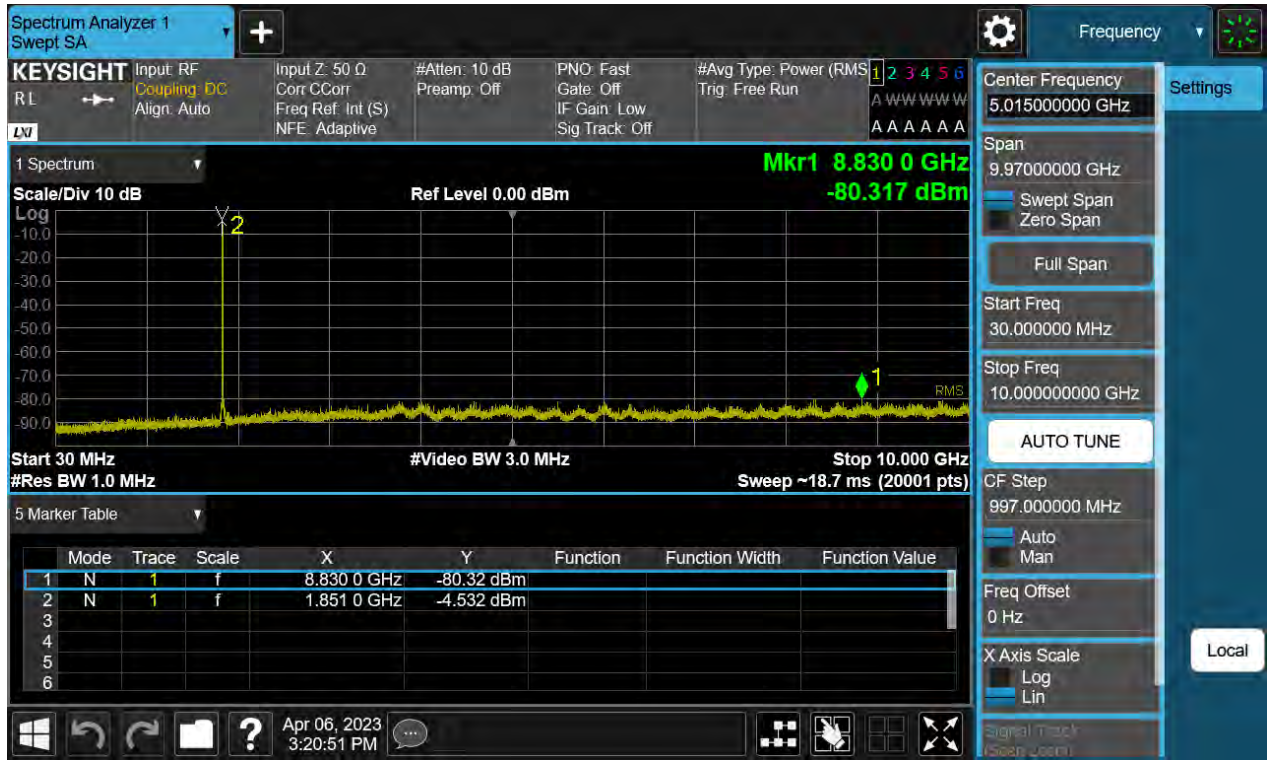 Spectrum Analyzer 1
Swept SA
+
Frequency
KEYSIGHT
RL
LXI
Input: RF
Coupling: DC
Align: Auto
Input Z: 50 Ω
Corr CCorr
Freq Ref: Int (S)
NFE: Adaptive
#Atten: 10 dB
Preamp: Off
PNO: Fast
Gate: Off
IF Gain: Low
Sig Track: Off
#Avg Type: Power (RMS
Trig: Free Run
1 2 3 4 5 6
A W W W W W
A A A A A A
1 Spectrum
Scale/Div 10 dB
Ref Level 0.00 dBm
Mkr1 8.830 0 GHz
-80.317 dBm
Log
-10.0
-20.0
-30.0
-40.0
-50.0
-60.0
-70.0
-80.0
-90.0
2
1
RMS
Start 30 MHz
#Video BW 3.0 MHz
Stop 10.000 GHz
#Res BW 1.0 MHz
Sweep ~18.7 ms (20001 pts)
5 Marker Table
Mode Trace Scale X Y Function Function Width Function Value
1 N 1 f 8.830 0 GHz -80.32 dBm
2 N 1 f 1.851 0 GHz -4.532 dBm
3
4
5
6
?
Apr 06, 2023
3:20:51 PM
Center Frequency
5.015000000 GHz
Span
9.97000000 GHz
Swept Span
Zero Span
Full Span
Start Freq
30.000000 MHz
Stop Freq
10.000000000 GHz
AUTO TUNE
CF Step
997.000000 MHz
Auto
Man
Freq Offset
0 Hz
X Axis Scale
Log
Lin
Signal Track
(Span Zoom)
Settings
Local